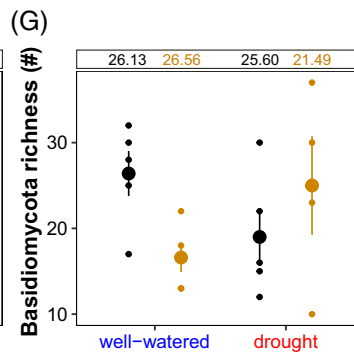 (G)
26.13 26.56 25.60 21.49
Basidiomycota richness (#)
30
20
10
well−watered drought